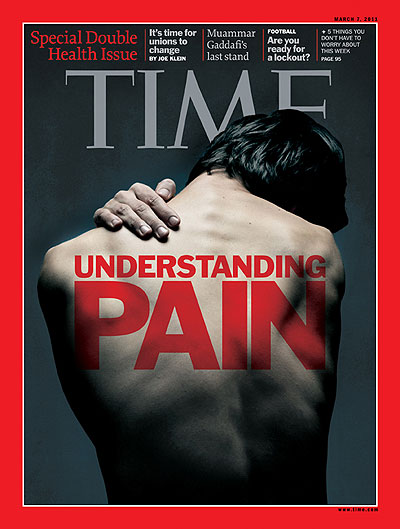 MARCH 7, 2011
Special Double
Health Issue
It's time for
unions to
change
BY JOE KLEIN
Muammar
Gaddafi's
last stand
FOOTBALL
Are you
ready for
a lockout?
+ 5 THINGS YOU
DON'T HAVE TO
WORRY ABOUT
THIS WEEK
PAGE 95
TIME
UNDERSTANDING
PAIN
www.time.com